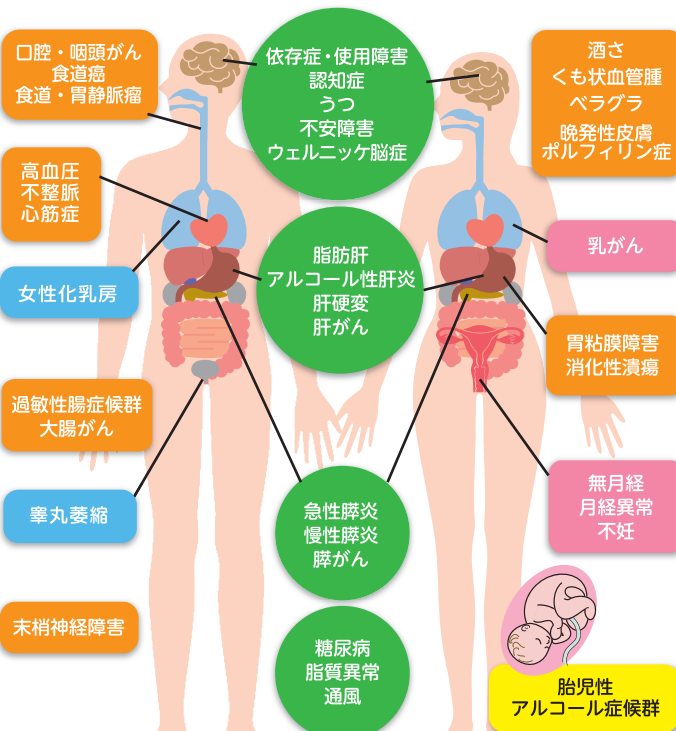 口腔・咽頭がん
食道癌
食道・胃静脈瘤
高血圧
不整脈
心筋症
女性化乳房
過敏性腸症候群
大腸がん
睾丸萎縮
末梢神経障害
依存症・使用障害
認知症
うつ
不安障害
ウェルニッケ脳症
脂肪肝
アルコール性肝炎
肝硬変
肝がん
急性膵炎
慢性膵炎
膵がん
糖尿病
脂質異常
通風
酒さ
くも状血管腫
ペラグラ
晩発性皮膚
ポルフィリン症
乳がん
胃粘膜障害
消化性潰瘍
無月経
月経異常
不妊
胎児性
アルコール症候群